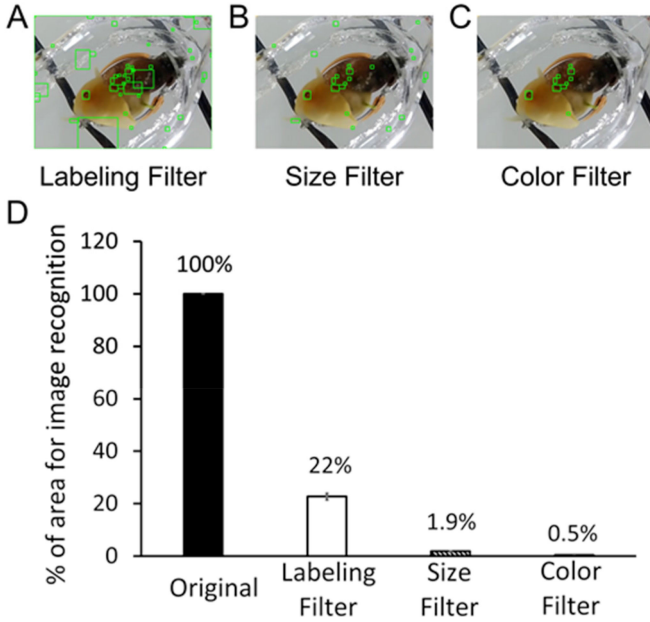 A
B
C
Labeling Filter
Size Filter
Color Filter
D
% of area for image recognition
120
100
80
60
40
20
0
100%
22%
1.9%
0.5%
Original
Labeling
Filter
Size
Filter
Color
Filter